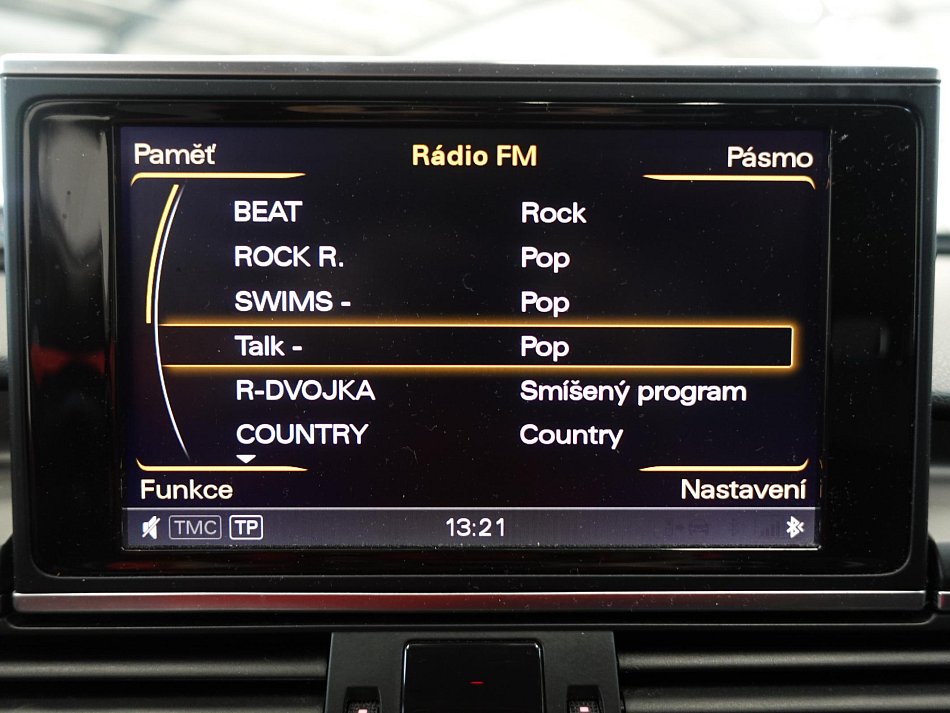 Paměť Rádio FM Pásmo
BEAT Rock
ROCK R. Pop
SWIMS - Pop
Talk - Pop
R-DVOJKA Smíšený program
COUNTRY Country
Funkce Nastavení
TMC TP 13:21